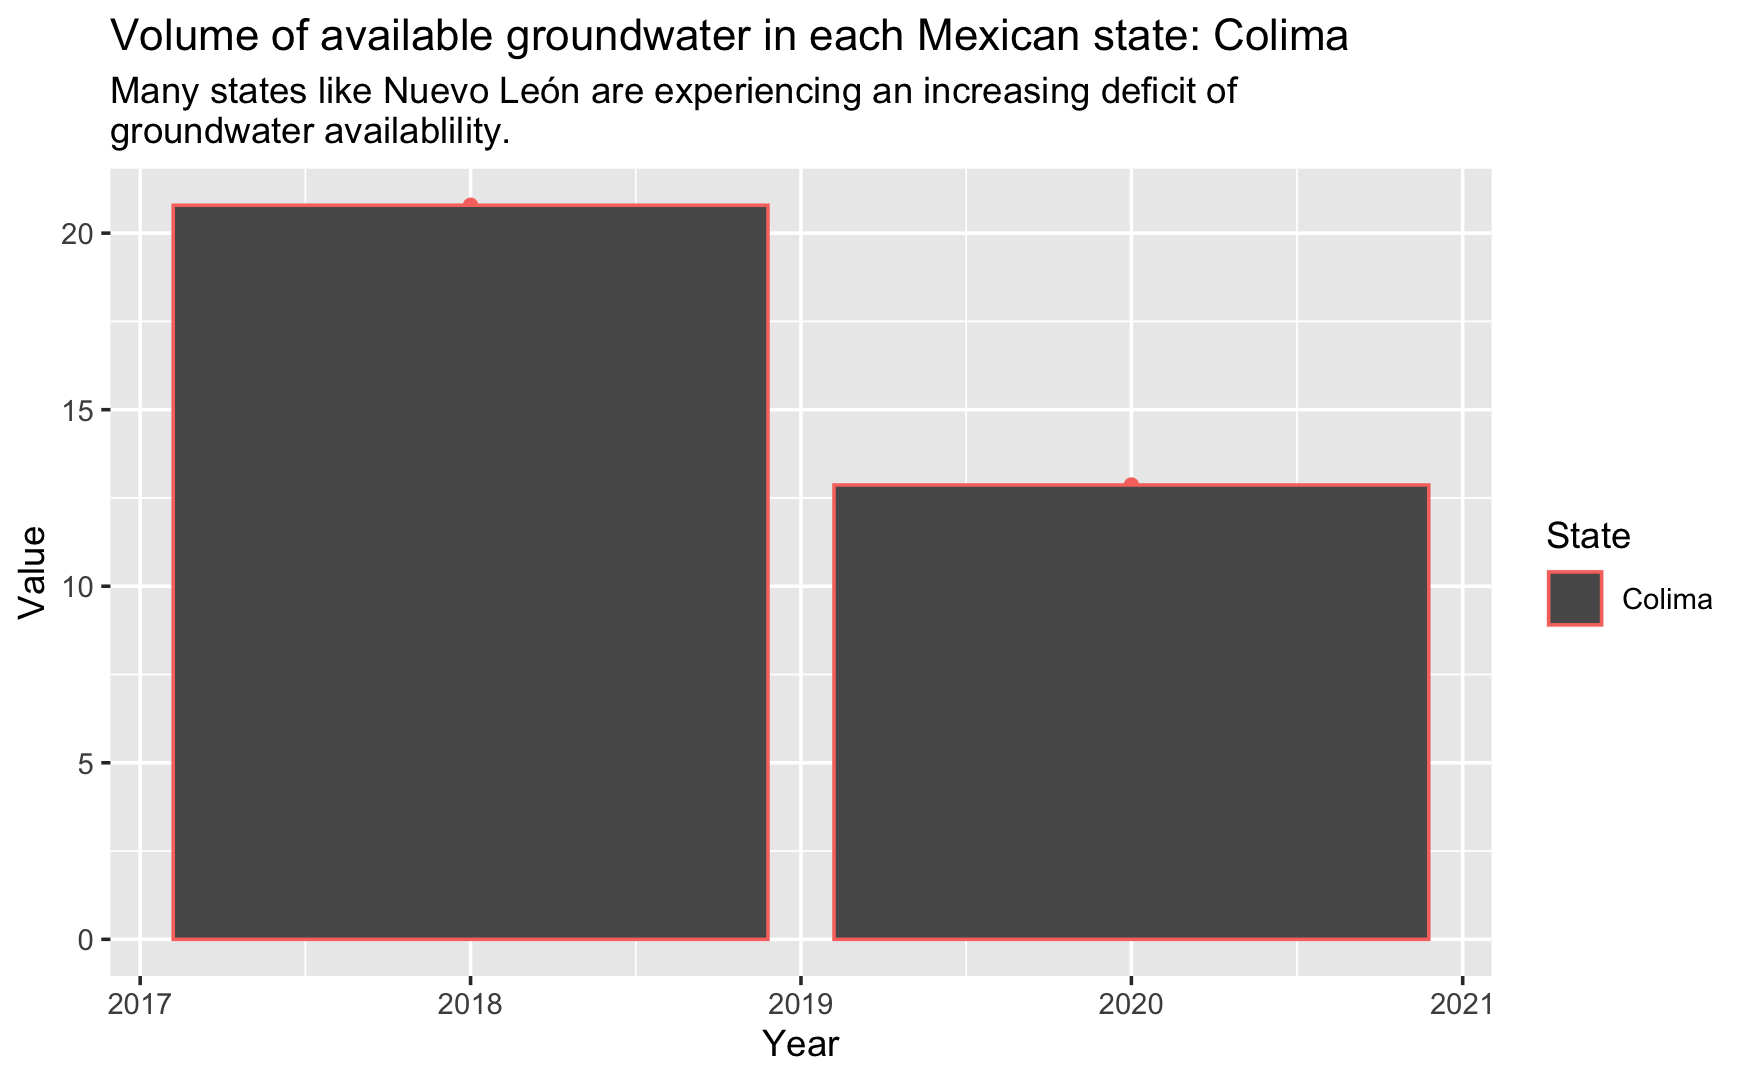 Volume of available groundwater in each Mexican state: Colima
Many states like Nuevo León are experiencing an increasing deficit of
groundwater availablility.
Value
20
15
10
5
0
2017
2018
2019
2020
2021
Year
State
Colima